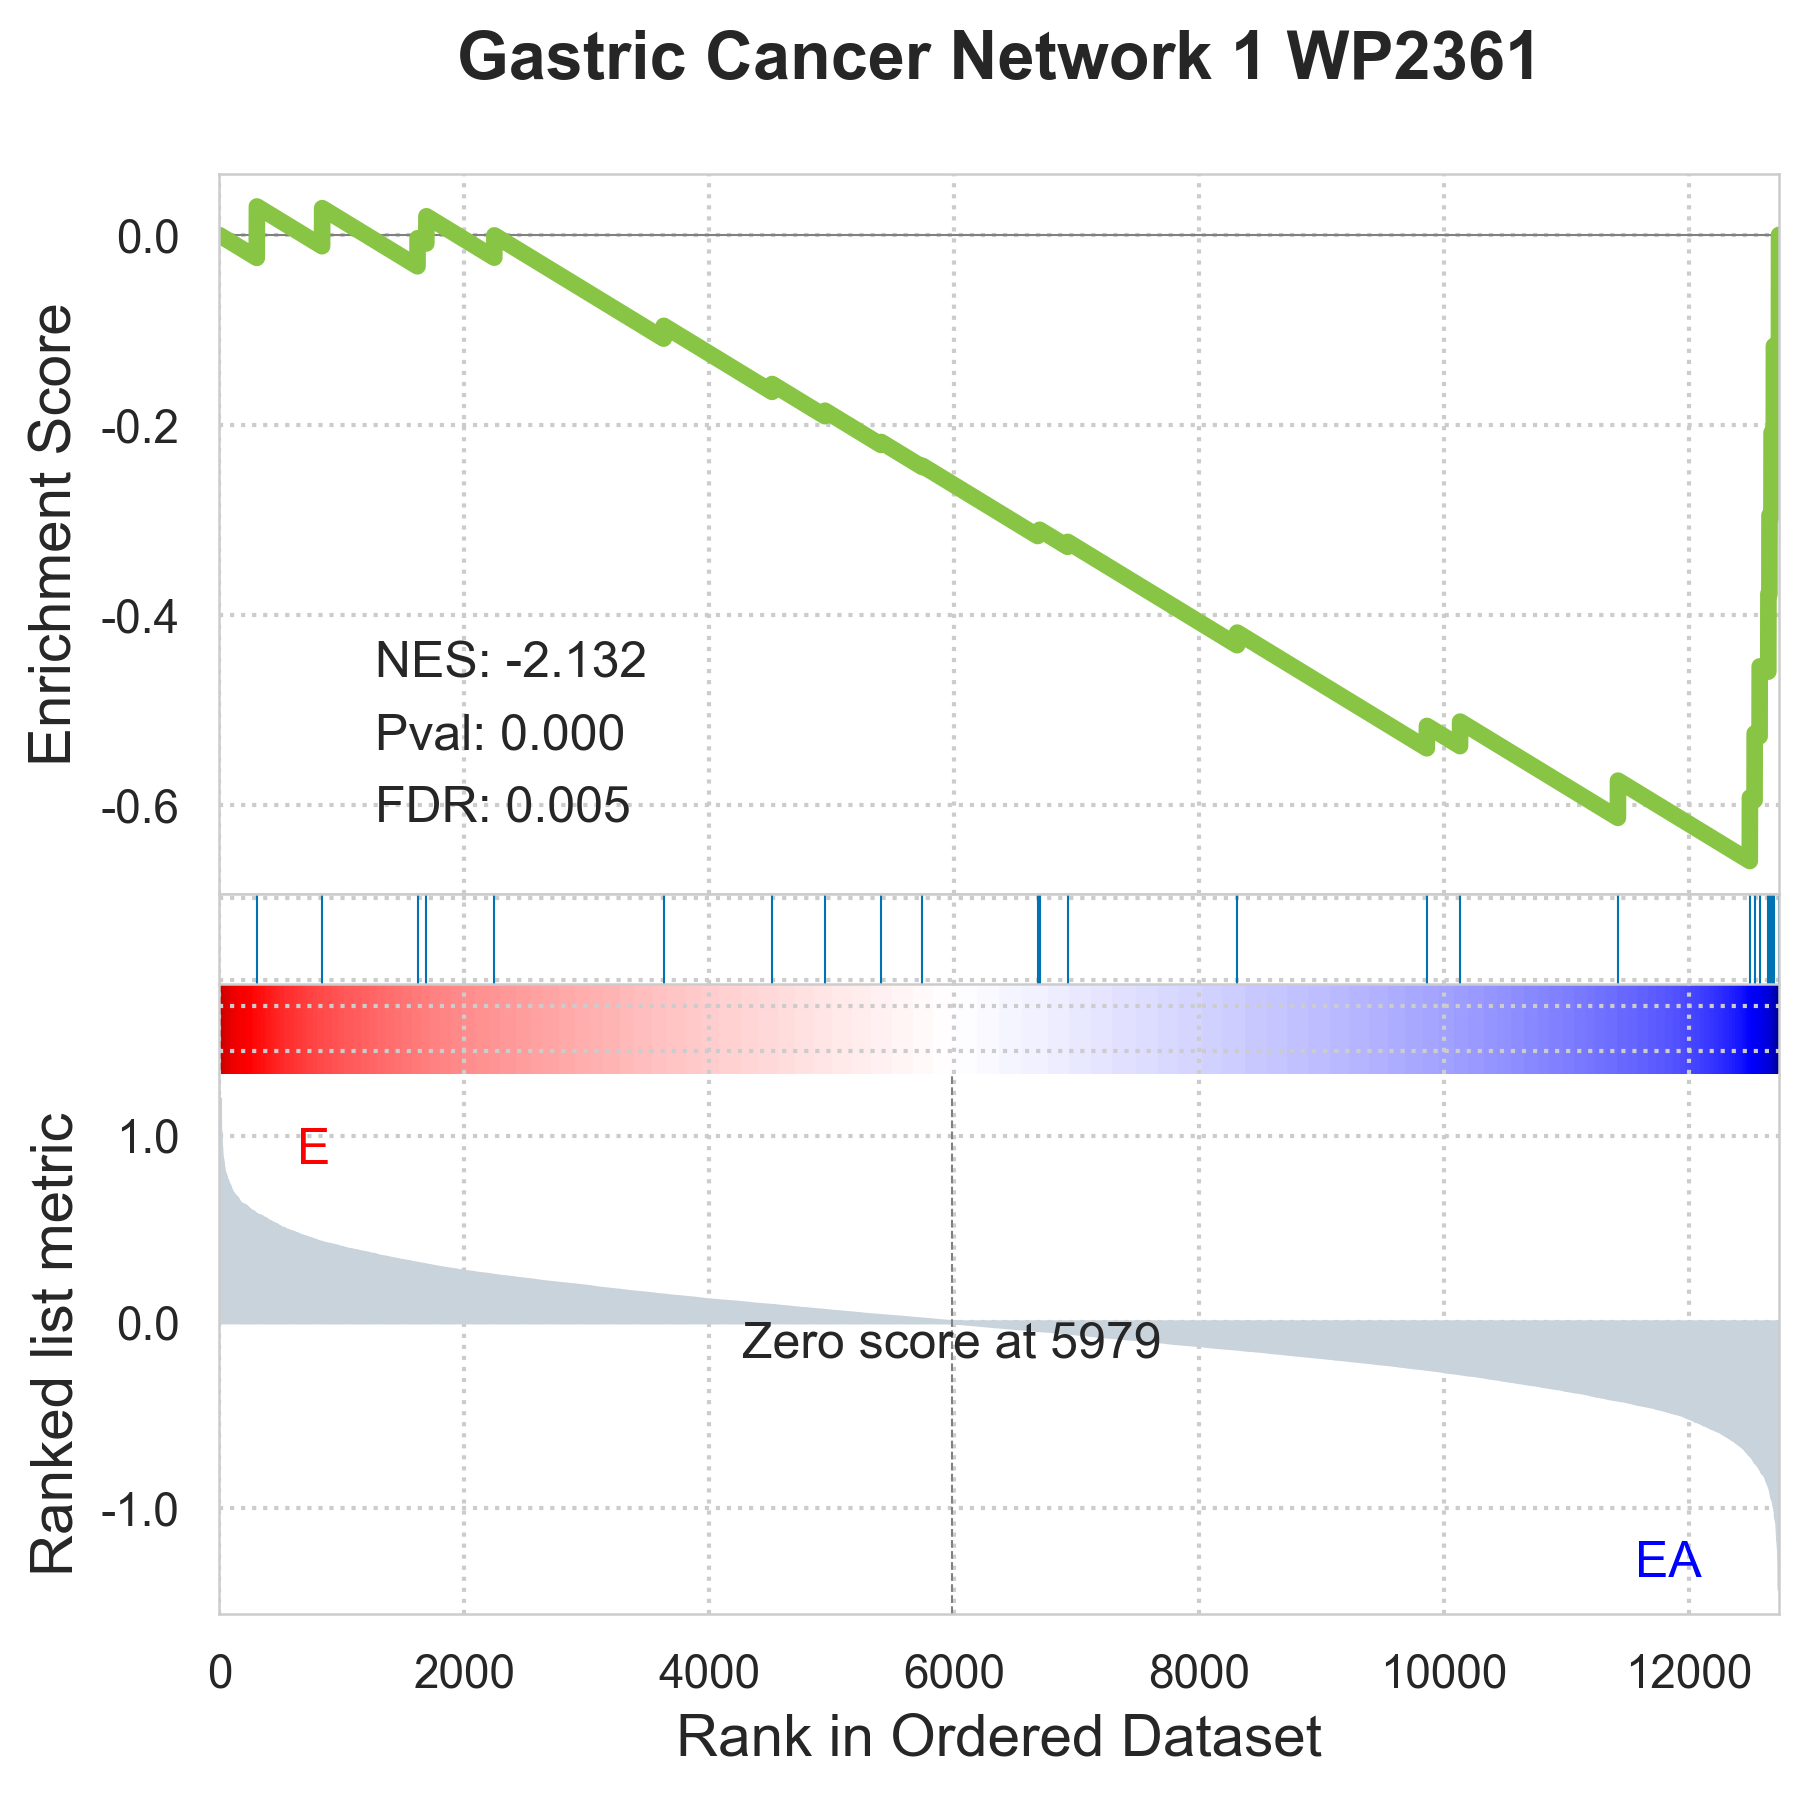 Gastric Cancer Network 1 WP2361
Enrichment Score
0.0
-0.2
-0.4
-0.6
NES: -2.132
Pval: 0.000
FDR: 0.005
Ranked list metric
1.0
0.0
-1.0
E
Zero score at 5979
EA
0 2000 4000 6000 8000 10000 12000
Rank in Ordered Dataset